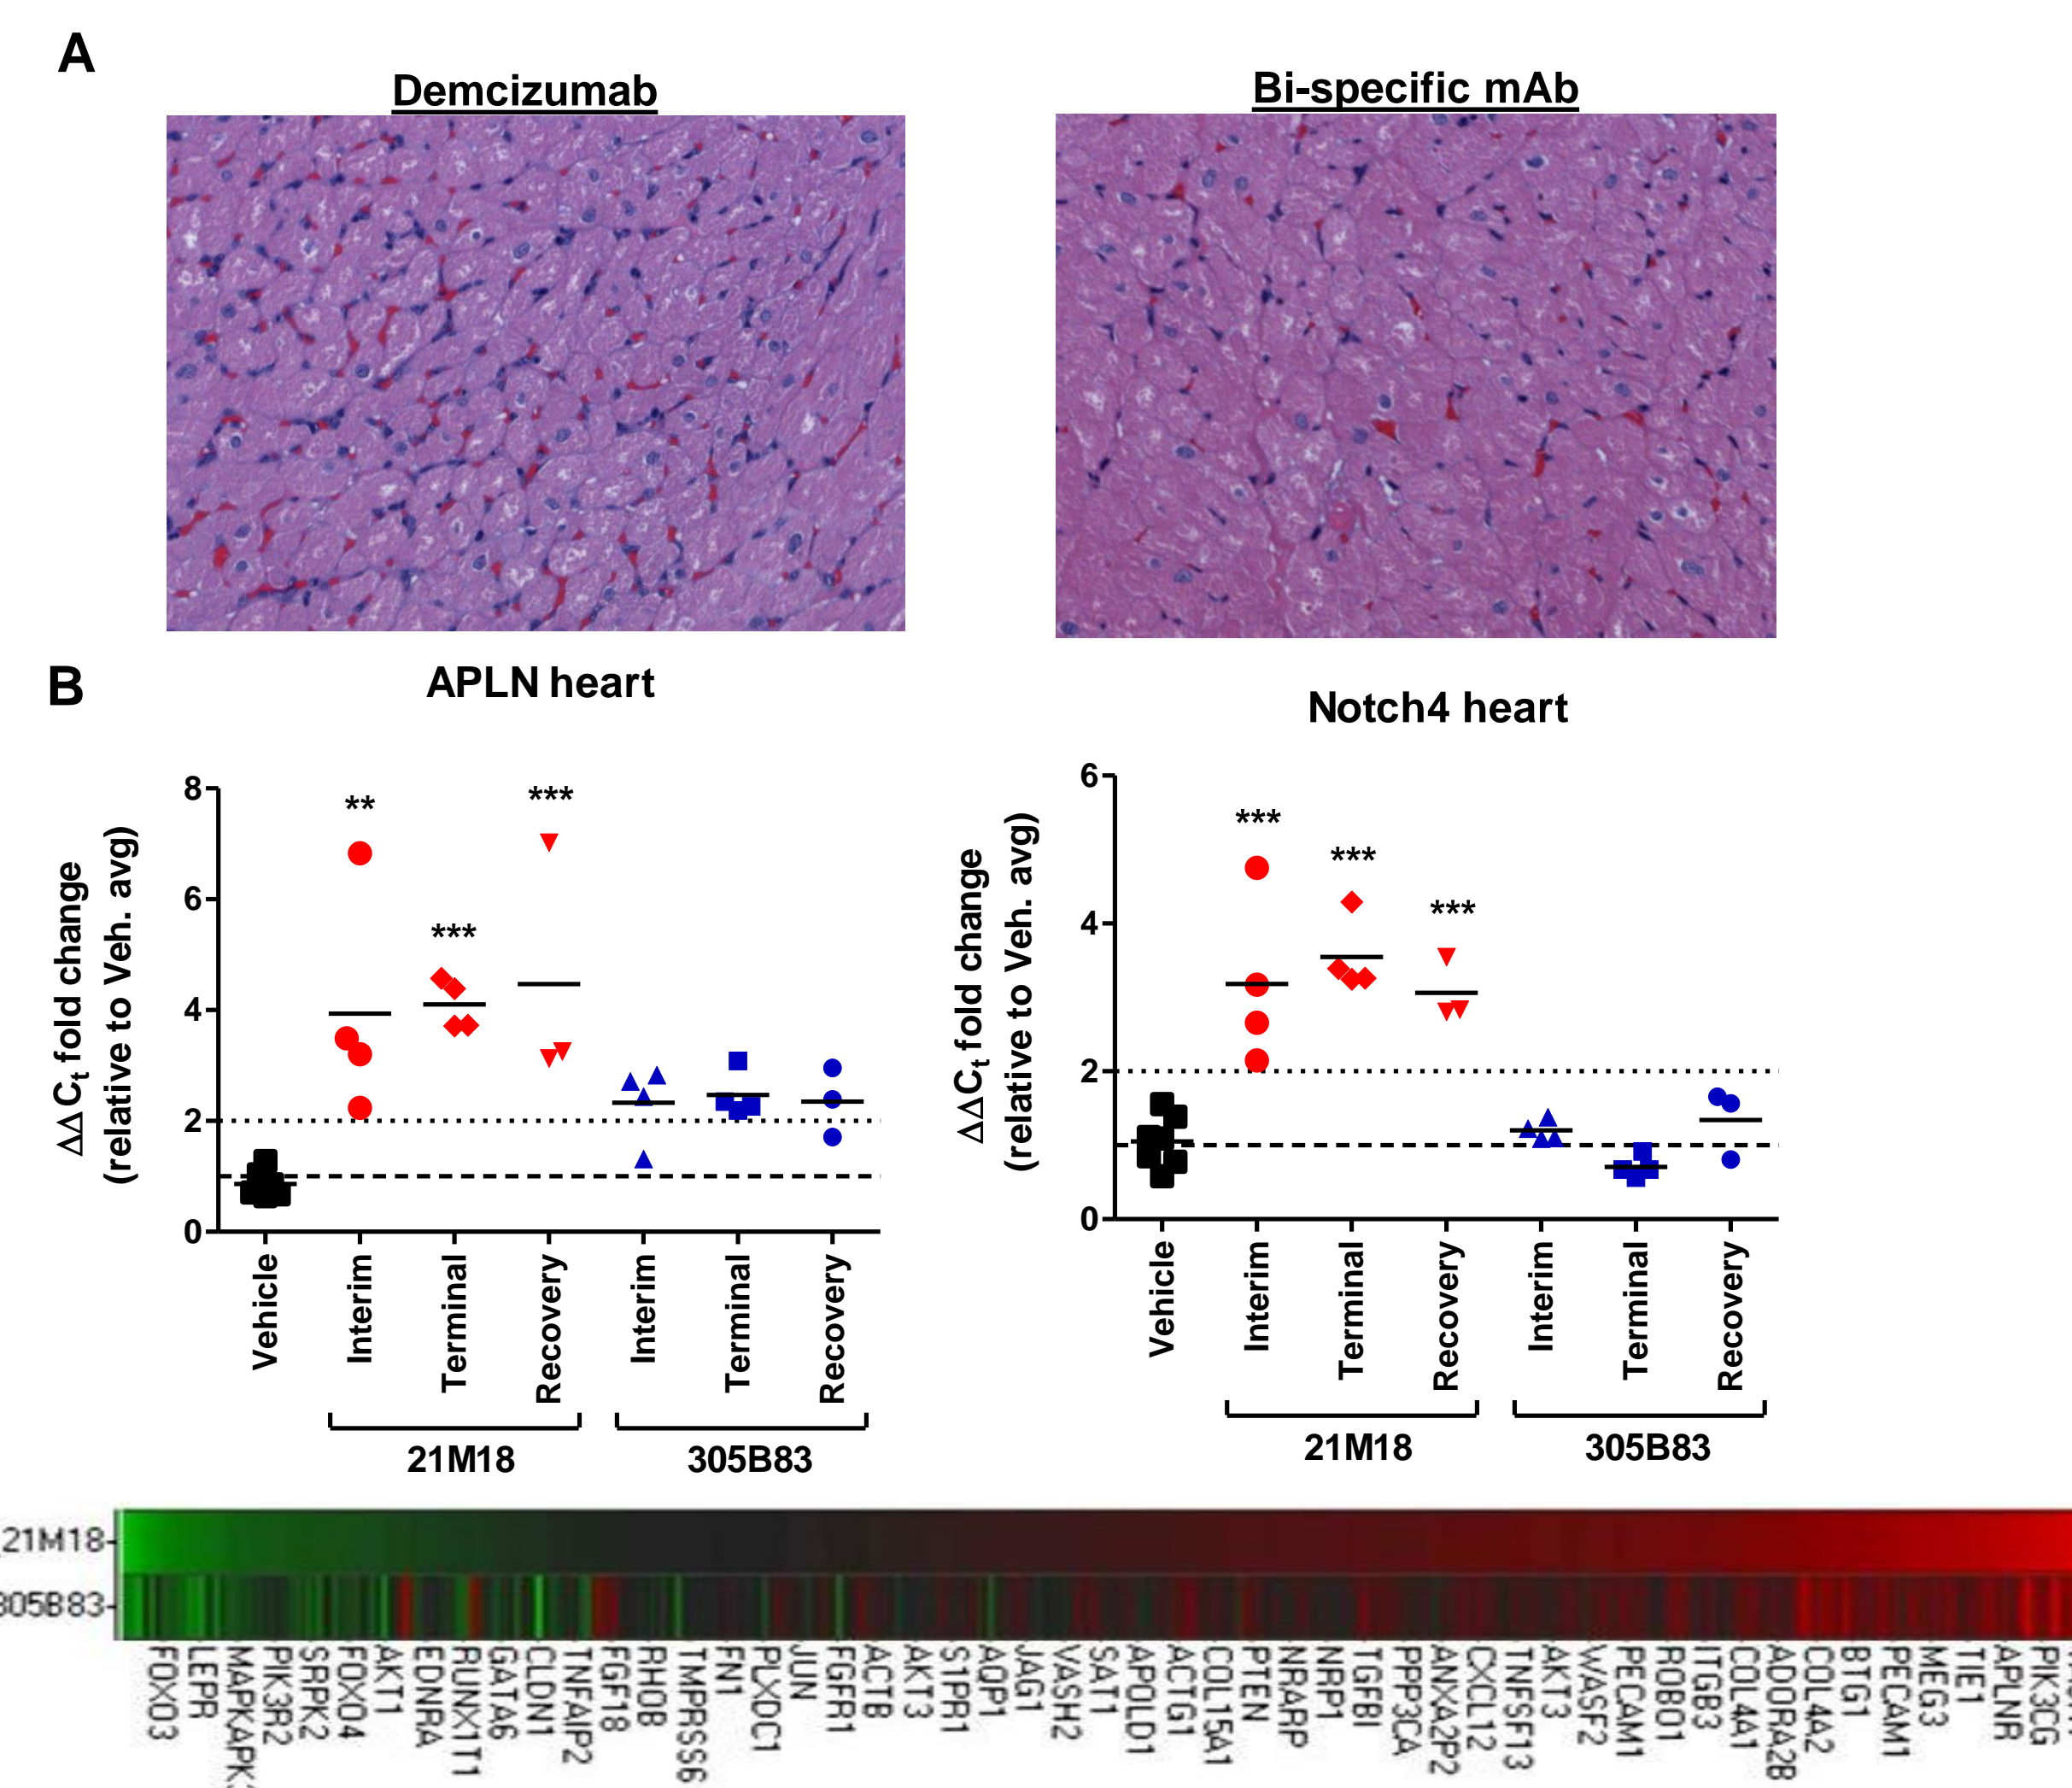 A
Demcizumab
Bi-specific mAb
B
APLN heart
Notch4 heart
ΔΔCt fold change
(relative to Veh. avg)
8
6
4
2
0
**
***
***
Vehicle
Interim
Terminal
Recovery
Interim
Terminal
Recovery
21M18
305B83
ΔΔCt fold change
(relative to Veh. avg)
6
4
2
0
***
***
***
Vehicle
Interim
Terminal
Recovery
Interim
Terminal
Recovery
21M18
305B83
21M18
305B83
FOXO3
LEPR
MAPKAPK
PIK3R2
SRPK2
FOXO4
AKT1
EDNRA
RUNX1T1
GATA6
CLDN1
TNFAIP2
FGF18
RHOB
TMPRSS6
FN1
PLXDC1
JUN
FGFR1
ACTB
AKT3
S1PR1
AQP1
JAG1
VASH2
SAT1
APOLD1
ACTG1
COL15A1
PTEN
NRARP
NRP1
TGFBI
PPP3CA
ANXA2P2
CXCL12
TNFSF13
AKT3
WASF2
PECAM1
ROBO1
ITGB3
COL4A1
ADORA2B
COL4A2
BTG1
PECAM1
MEG3
TIE1
APLNR
PIK3CG